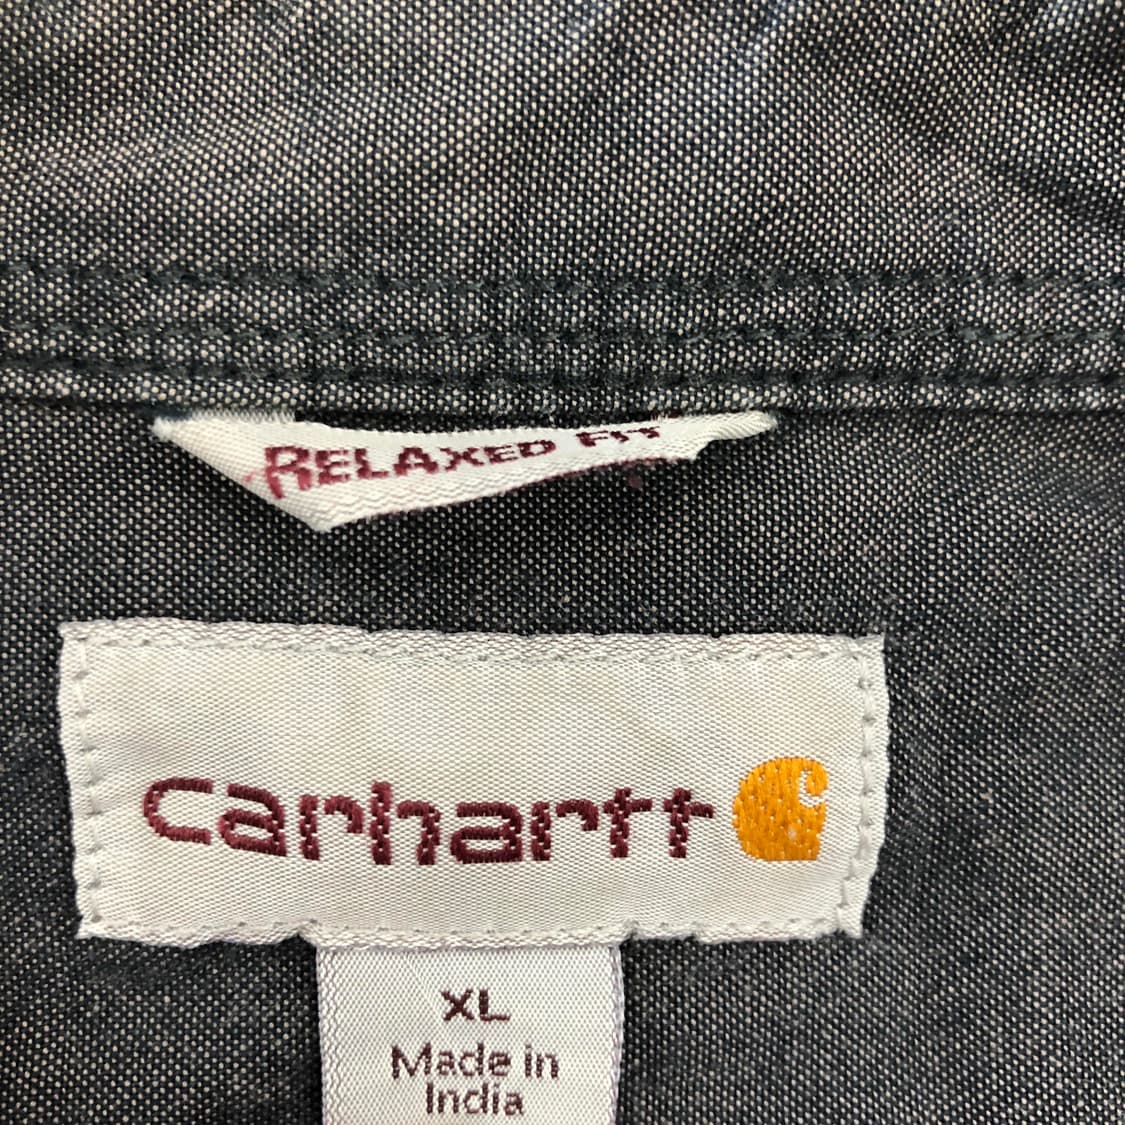 RELAXED FIT
carhartt
XL
Made in
India